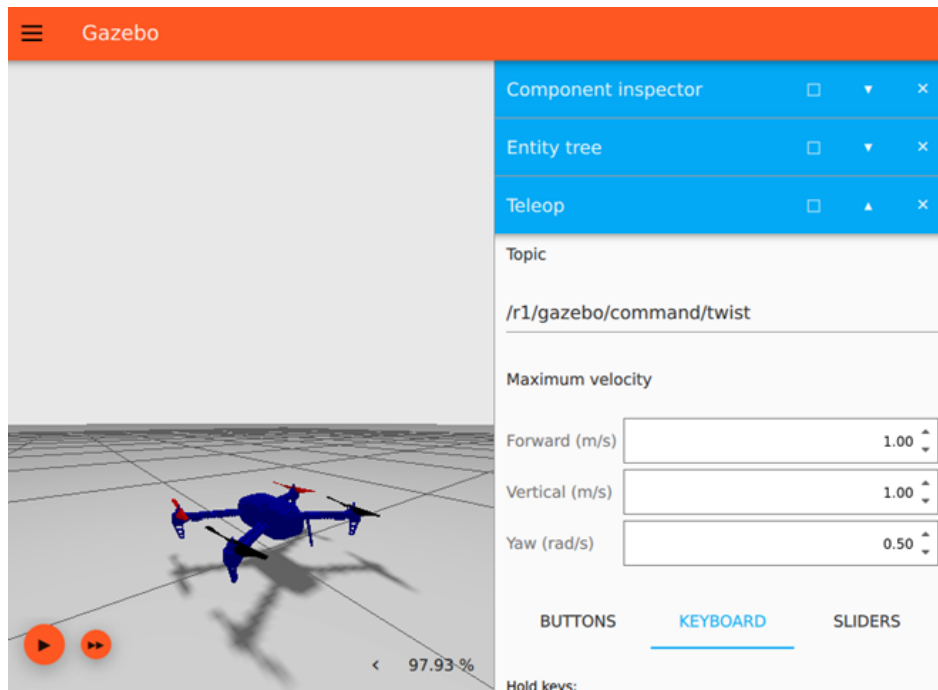 Gazebo
Component inspector
Entity tree
Teleop
Topic
/r1/gazebo/command/twist
Maximum velocity
Forward (m/s) 1.00
Vertical (m/s) 1.00
Yaw (rad/s) 0.50
BUTTONS KEYBOARD SLIDERS
97.93 %
Hold keys: